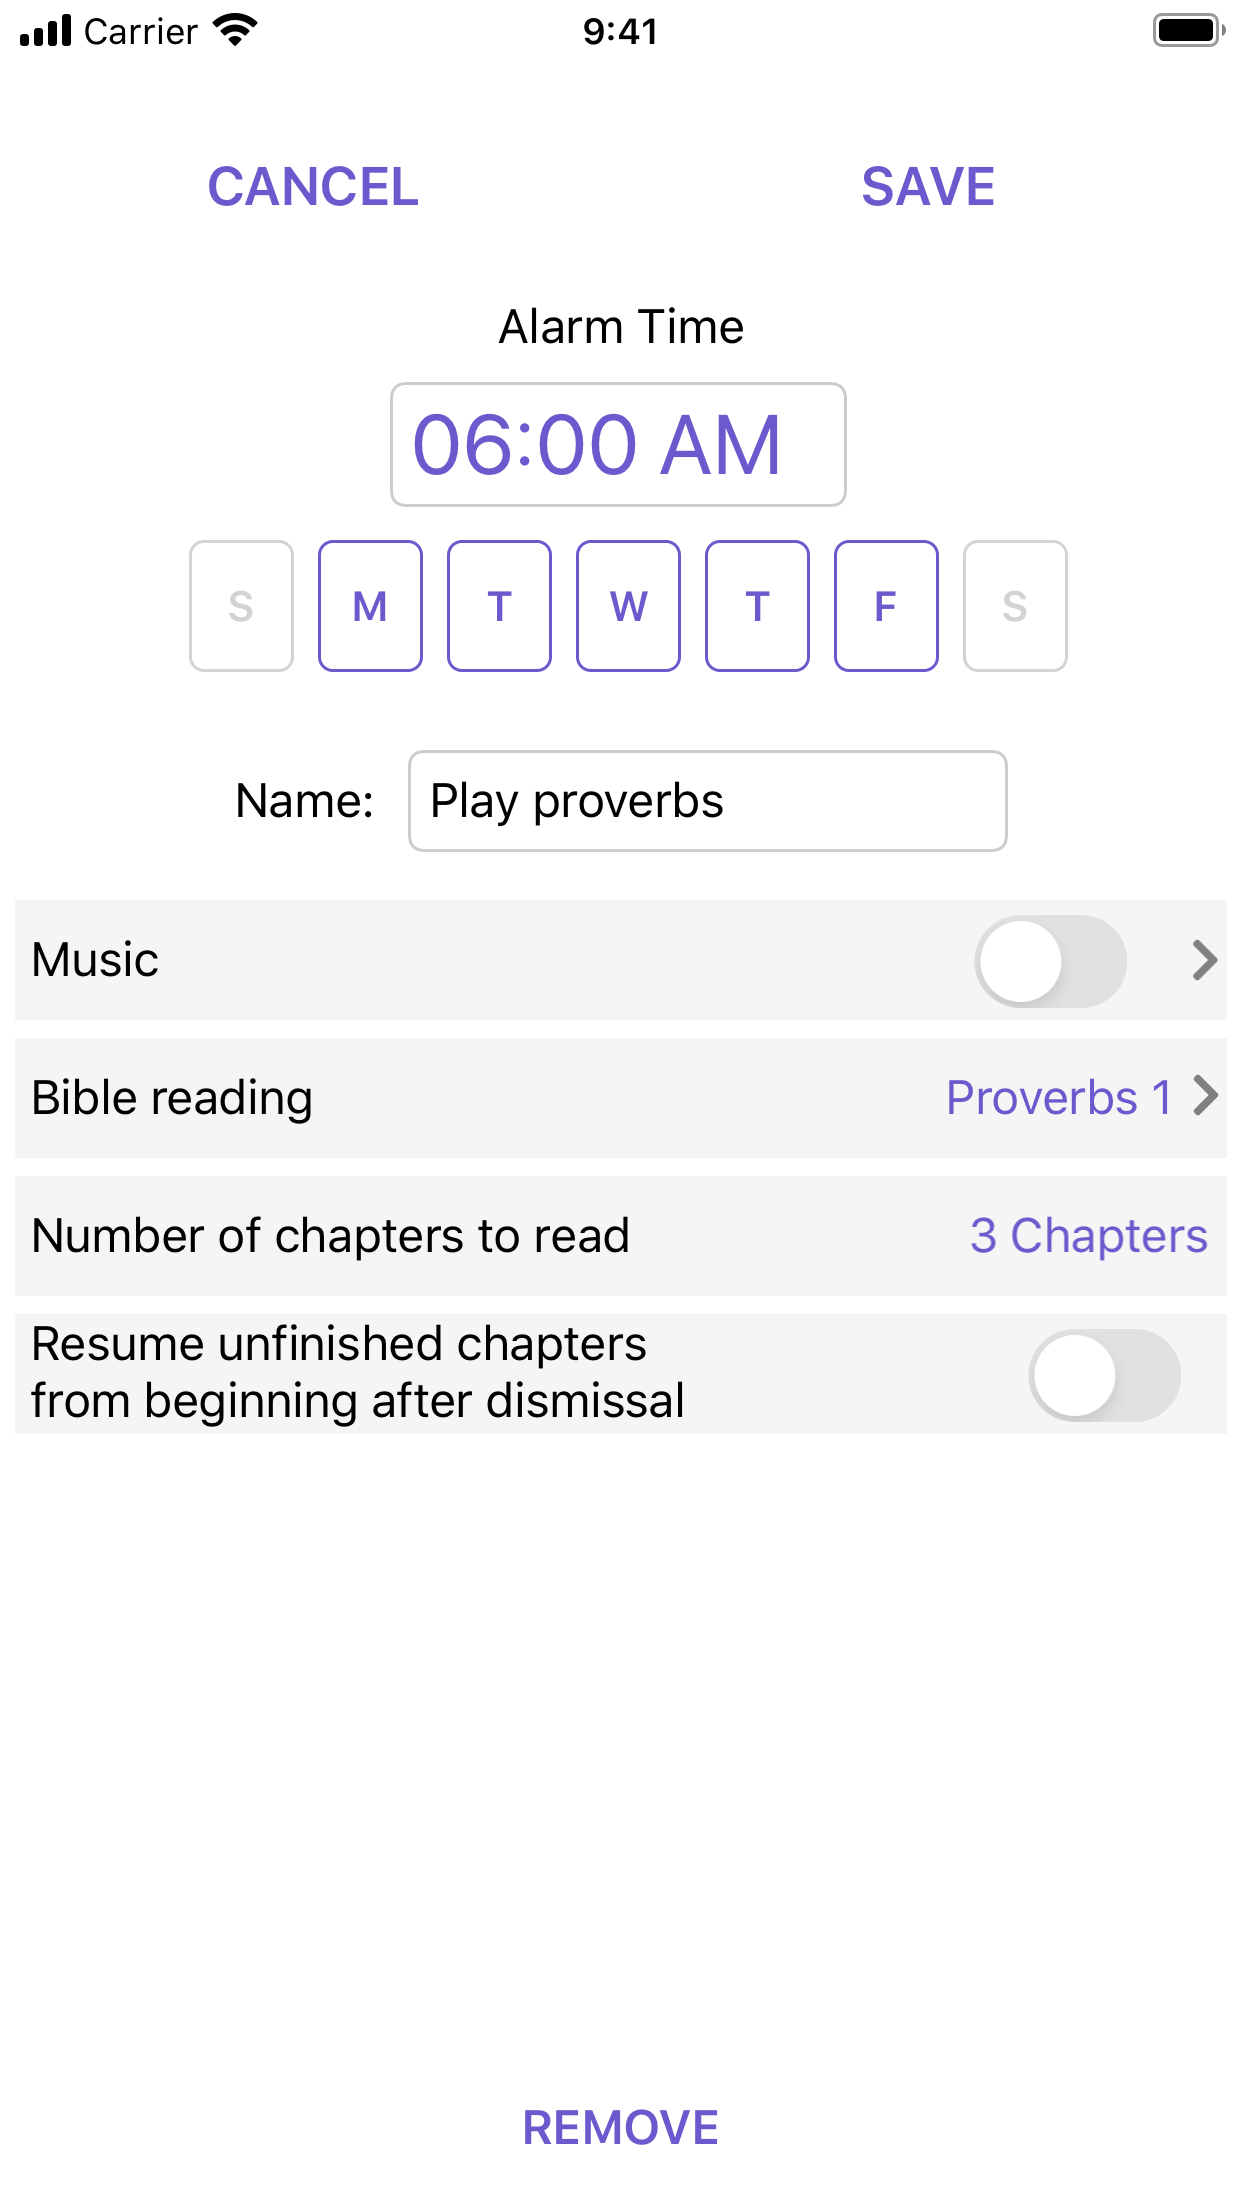 Carrier 9:41
CANCEL SAVE
Alarm Time
06:00 AM
S M T W T F S
Name: Play proverbs
Music
Bible reading Proverbs 1
Number of chapters to read 3 Chapters
Resume unfinished chapters
from beginning after dismissal
REMOVE